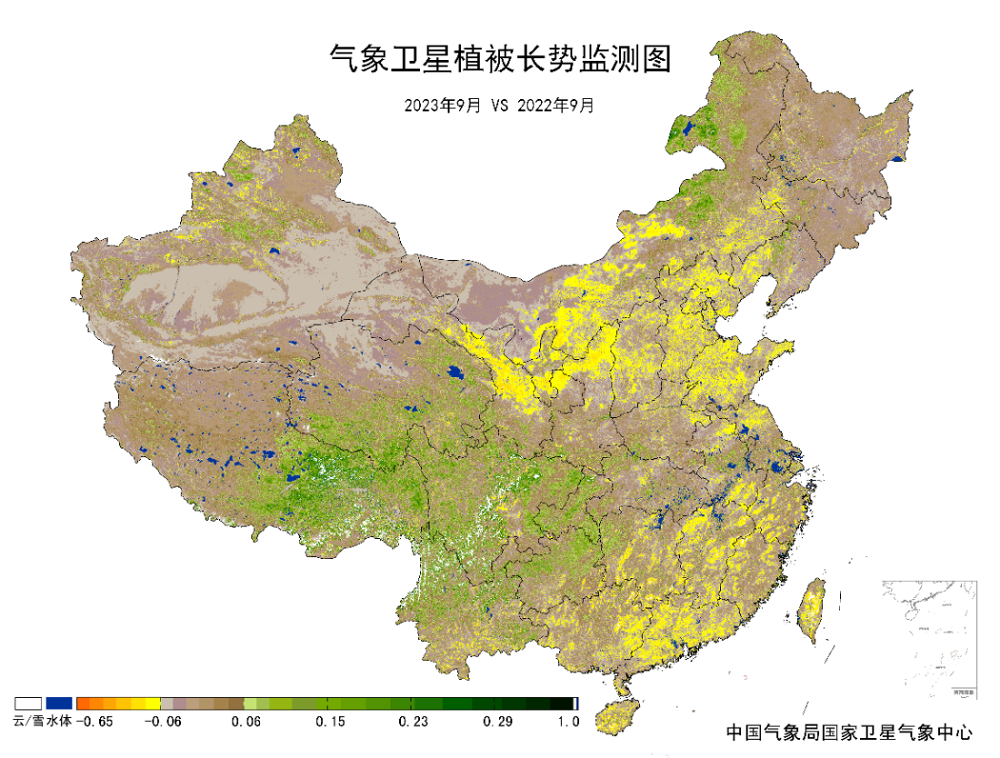 气象卫星植被长势监测图
2023年9月 VS 2022年9月
云/雪 水体 -0.65 -0.06 0.06 0.15 0.23 0.29 1.0
中国气象局国家卫星气象中心